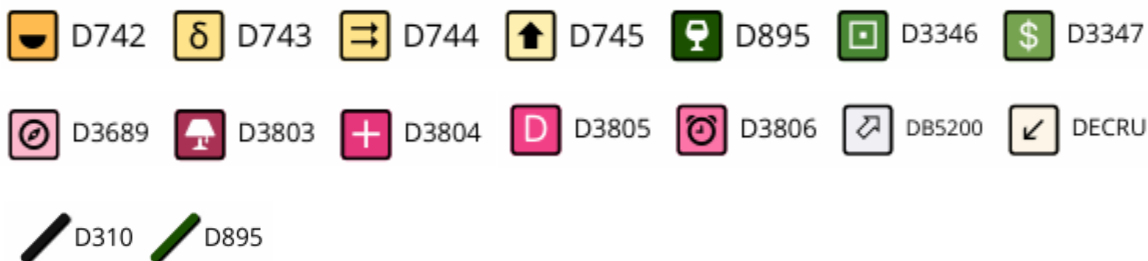 D742 δ D743 D744 D745 D895 D3346 $ D3347
D3689 D3803 + D3804 D D3805 D3806 DB5200 DECRU
D310 D895